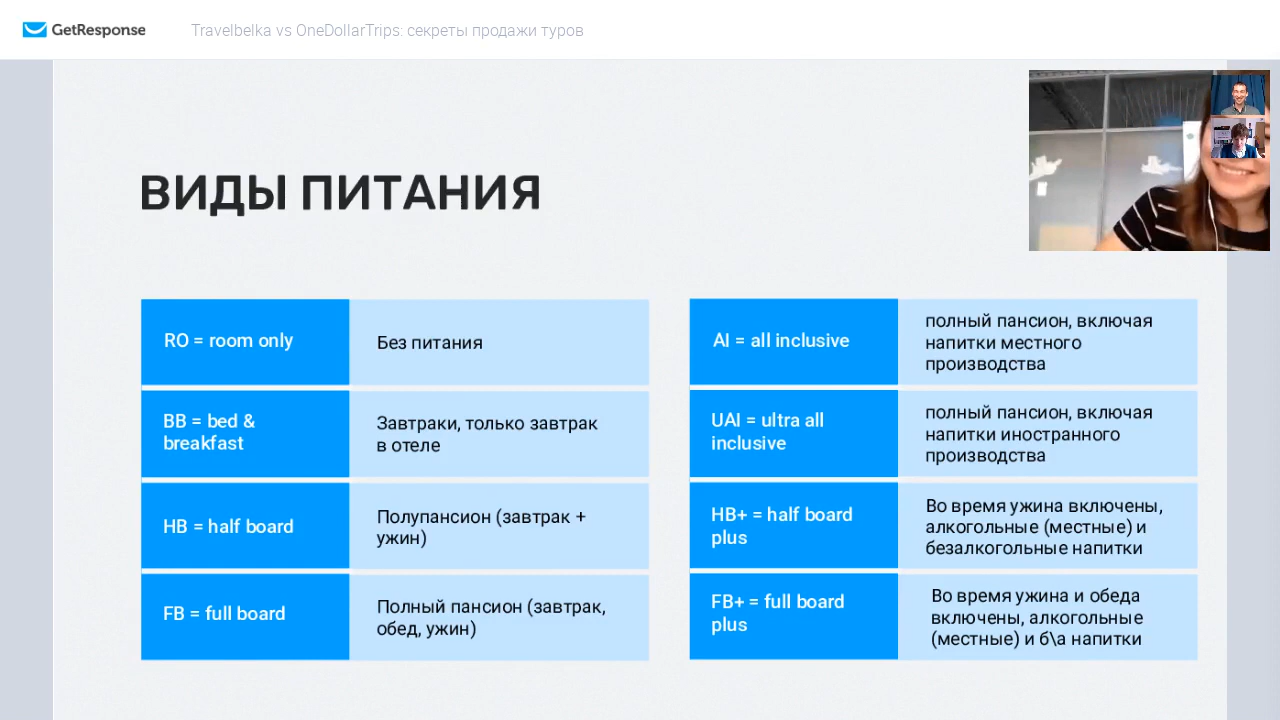 GetResponse
Travelbelka vs OneDollarTrips: секреты продажи туров
ВИДЫ ПИТАНИЯ
RO = room only
Без питания
BB = bed &
breakfast
Завтраки, только завтрак
в отеле
HB = half board
Полупансион (завтрак +
ужин)
FB = full board
Полный пансион (завтрак,
обед, ужин)
AI = all inclusive
полный пансион, включая
напитки местного
производства
UAI = ultra all
inclusive
полный пансион, включая
напитки иностранного
производства
HB+ = half board
plus
Во время ужина включены,
алкогольные (местные) и
безалкогольные напитки
FB+ = full board
plus
Во время ужина и обеда
включены, алкогольные
(местные) и б\а напитки